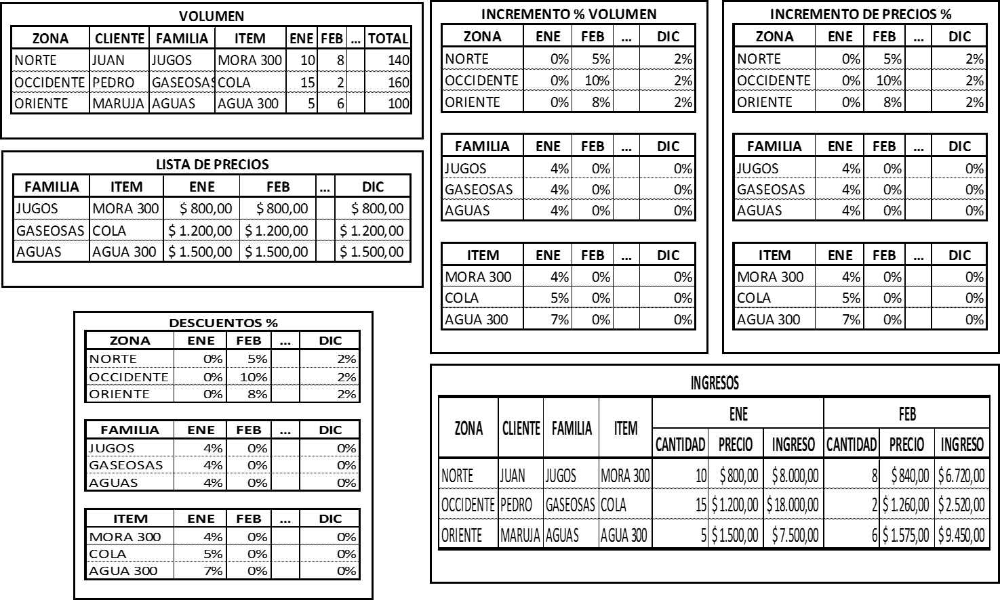 VOLUMEN
ZONA CLIENTE FAMILIA ITEM ENE FEB ... TOTAL
NORTE JUAN JUGOS MORA 300 10 8 140
OCCIDENTE PEDRO GASEOSAS COLA 15 2 160
ORIENTE MARUJA AGUAS AGUA 300 5 6 100
LISTA DE PRECIOS
FAMILIA ITEM ENE FEB ... DIC
JUGOS MORA 300 $ 800,00 $ 800,00 $ 800,00
GASEOSAS COLA $ 1.200,00 $ 1.200,00 $ 1.200,00
AGUAS AGUA 300 $ 1.500,00 $ 1.500,00 $ 1.500,00
DESCUENTOS %
ZONA ENE FEB ... DIC
NORTE 0% 5% 2%
OCCIDENTE 0% 10% 2%
ORIENTE 0% 8% 2%
FAMILIA ENE FEB ... DIC
JUGOS 4% 0% 0%
GASEOSAS 4% 0% 0%
AGUAS 4% 0% 0%
ITEM ENE FEB ... DIC
MORA 300 4% 0% 0%
COLA 5% 0% 0%
AGUA 300 7% 0% 0%
INCREMENTO % VOLUMEN
ZONA ENE FEB ... DIC
NORTE 0% 5% 2%
OCCIDENTE 0% 10% 2%
ORIENTE 0% 8% 2%
FAMILIA ENE FEB ... DIC
JUGOS 4% 0% 0%
GASEOSAS 4% 0% 0%
AGUAS 4% 0% 0%
ITEM ENE FEB ... DIC
MORA 300 4% 0% 0%
COLA 5% 0% 0%
AGUA 300 7% 0% 0%
INCREMENTO DE PRECIOS %
ZONA ENE FEB ... DIC
NORTE 0% 5% 2%
OCCIDENTE 0% 10% 2%
ORIENTE 0% 8% 2%
FAMILIA ENE FEB ... DIC
JUGOS 4% 0% 0%
GASEOSAS 4% 0% 0%
AGUAS 4% 0% 0%
ITEM ENE FEB ... DIC
MORA 300 4% 0% 0%
COLA 5% 0% 0%
AGUA 300 7% 0% 0%
INGRESOS
ZONA CLIENTE FAMILIA ITEM ENE FEB
CANTIDAD PRECIO INGRESO CANTIDAD PRECIO INGRESO
NORTE JUAN JUGOS MORA 300 10 $ 800,00 $ 8.000,00 8 $ 840,00 $ 6.720,00
OCCIDENTE PEDRO GASEOSAS COLA 15 $ 1.200,00 $ 18.000,00 2 $ 1.260,00 $ 2.520,00
ORIENTE MARUJA AGUAS AGUA 300 5 $ 1.500,00 $ 7.500,00 6 $ 1.575,00 $ 9.450,00